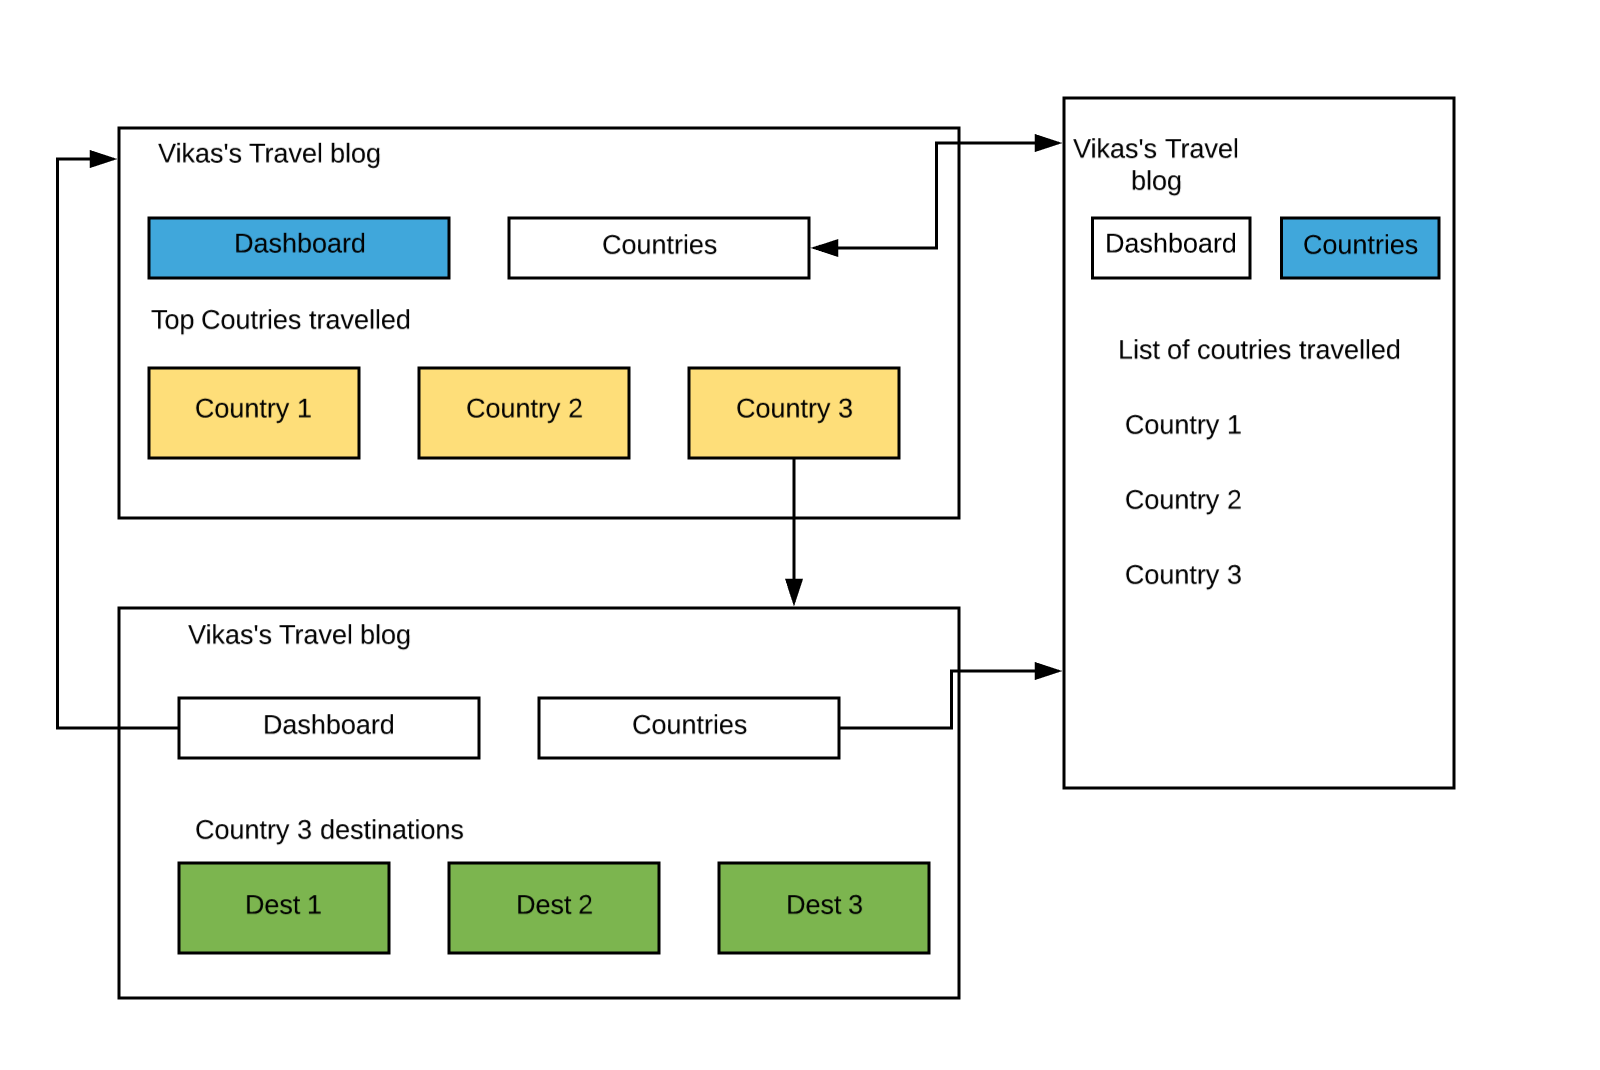 Vikas's Travel blog
Dashboard
Countries
Top Coutries travelled
Country 1
Country 2
Country 3
Vikas's Travel
blog
Dashboard
Countries
List of coutries travelled
Country 1
Country 2
Country 3
Vikas's Travel blog
Dashboard
Countries
Country 3 destinations
Dest 1
Dest 2
Dest 3